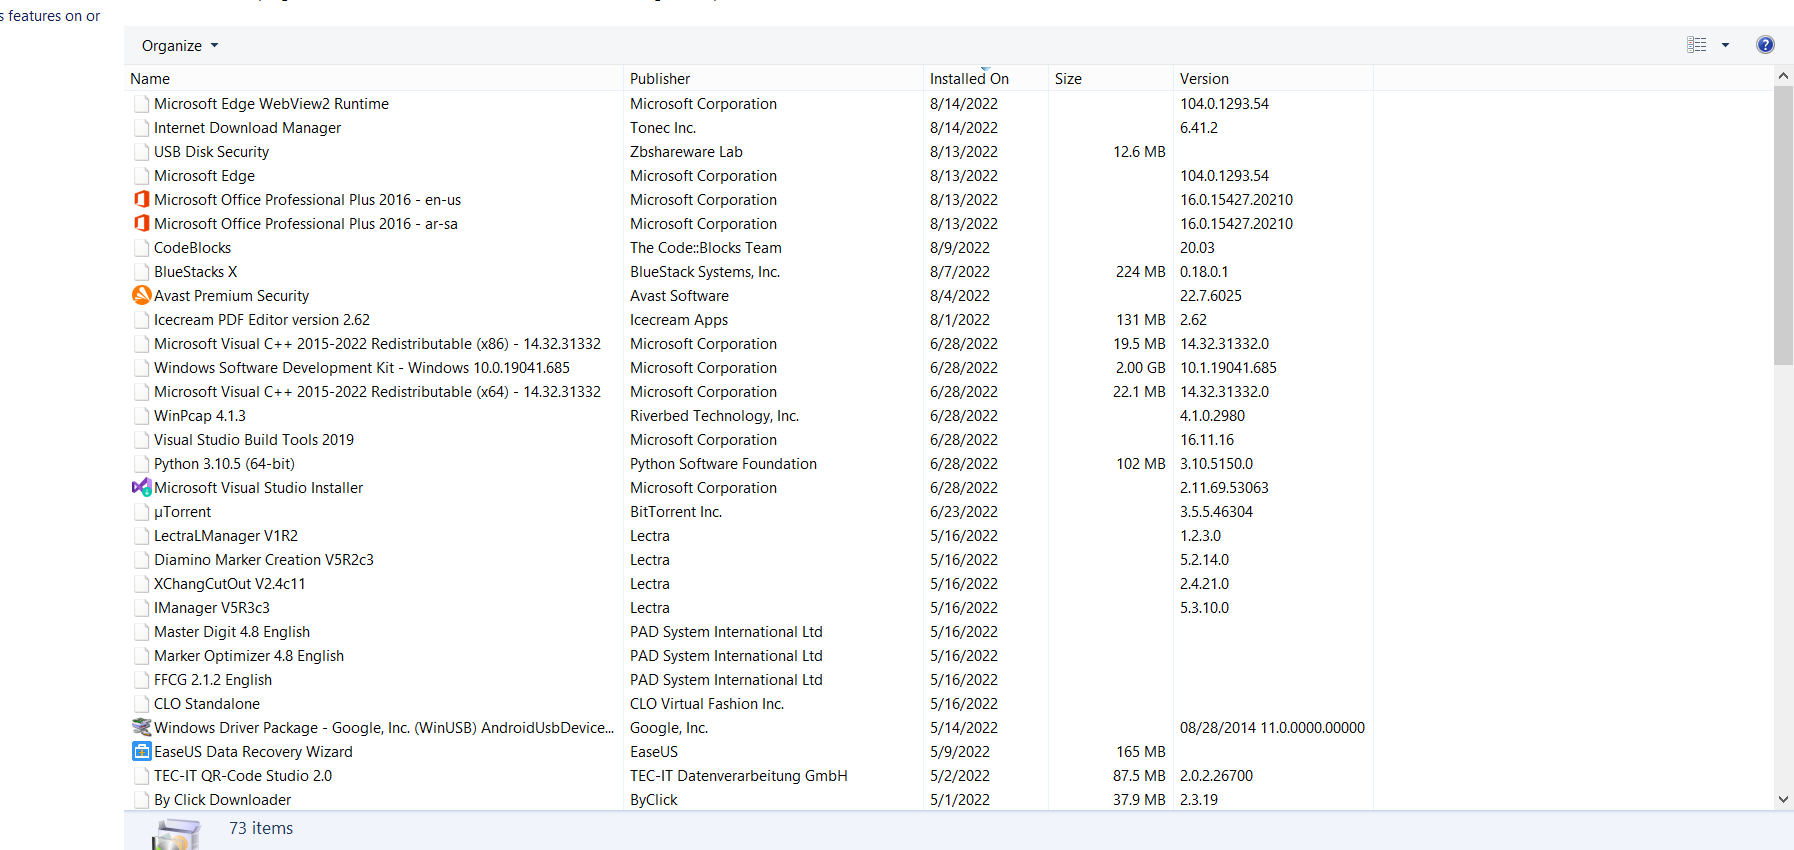 s features on or
Organize
Name Publisher Installed On Size Version
Microsoft Edge WebView2 Runtime Microsoft Corporation 8/14/2022 104.0.1293.54
Internet Download Manager Tonec Inc. 8/14/2022 6.41.2
USB Disk Security Zbshareware Lab 8/13/2022 12.6 MB
Microsoft Edge Microsoft Corporation 8/13/2022 104.0.1293.54
Microsoft Office Professional Plus 2016 - en-us Microsoft Corporation 8/13/2022 16.0.15427.20210
Microsoft Office Professional Plus 2016 - ar-sa Microsoft Corporation 8/13/2022 16.0.15427.20210
CodeBlocks The Code::Blocks Team 8/9/2022 20.03
BlueStacks X BlueStack Systems, Inc. 8/7/2022 224 MB 0.18.0.1
Avast Premium Security Avast Software 8/4/2022 22.7.6025
Icecream PDF Editor version 2.62 Icecream Apps 8/1/2022 131 MB 2.62
Microsoft Visual C++ 2015-2022 Redistributable (x86) - 14.32.31332 Microsoft Corporation 6/28/2022 19.5 MB 14.32.31332.0
Windows Software Development Kit - Windows 10.0.19041.685 Microsoft Corporation 6/28/2022 2.00 GB 10.1.19041.685
Microsoft Visual C++ 2015-2022 Redistributable (x64) - 14.32.31332 Microsoft Corporation 6/28/2022 22.1 MB 14.32.31332.0
WinPcap 4.1.3 Riverbed Technology, Inc. 6/28/2022 4.1.0.2980
Visual Studio Build Tools 2019 Microsoft Corporation 6/28/2022 16.11.16
Python 3.10.5 (64-bit) Python Software Foundation 6/28/2022 102 MB 3.10.5150.0
Microsoft Visual Studio Installer Microsoft Corporation 6/28/2022 2.11.69.53063
µTorrent BitTorrent Inc. 6/23/2022 3.5.5.46304
LectraLManager V1R2 Lectra 5/16/2022 1.2.3.0
Diamino Marker Creation V5R2c3 Lectra 5/16/2022 5.2.14.0
XChangCutOut V2.4c11 Lectra 5/16/2022 2.4.21.0
IManager V5R3c3 Lectra 5/16/2022 5.3.10.0
Master Digit 4.8 English PAD System International Ltd 5/16/2022
Marker Optimizer 4.8 English PAD System International Ltd 5/16/2022
FFCG 2.1.2 English PAD System International Ltd 5/16/2022
CLO Standalone CLO Virtual Fashion Inc. 5/16/2022
Windows Driver Package - Google, Inc. (WinUSB) AndroidUsbDevice... Google, Inc. 5/14/2022 08/28/2014 11.0.0000.00000
EaseUS Data Recovery Wizard EaseUS 5/9/2022 165 MB
TEC-IT QR-Code Studio 2.0 TEC-IT Datenverarbeitung GmbH 5/2/2022 87.5 MB 2.0.2.26700
By Click Downloader ByClick 5/1/2022 37.9 MB 2.3.19
73 items